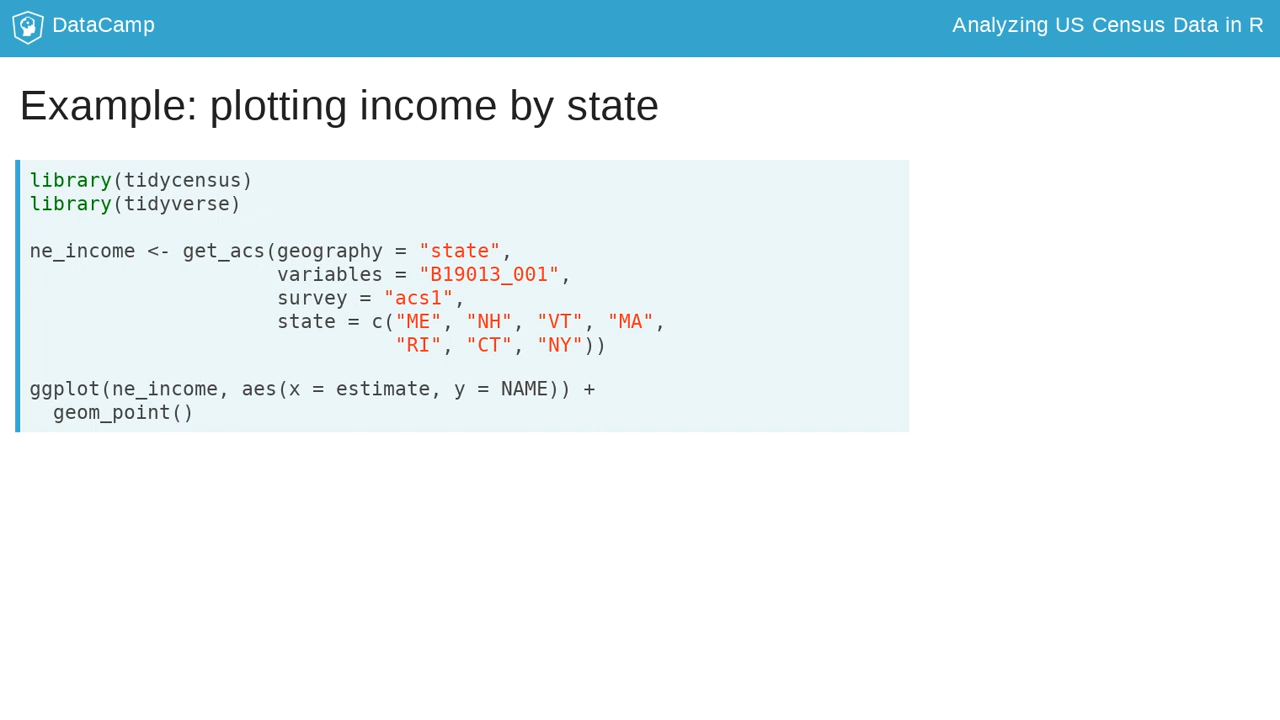 DataCamp
Analyzing US Census Data in R
Example: plotting income by state
library(tidycensus)
library(tidyverse)
ne_income <- get_acs(geography = "state",
                     variables = "B19013_001",
                     survey = "acs1",
                     state = c("ME", "NH", "VT", "MA",
                               "RI", "CT", "NY"))
ggplot(ne_income, aes(x = estimate, y = NAME)) +
  geom_point()